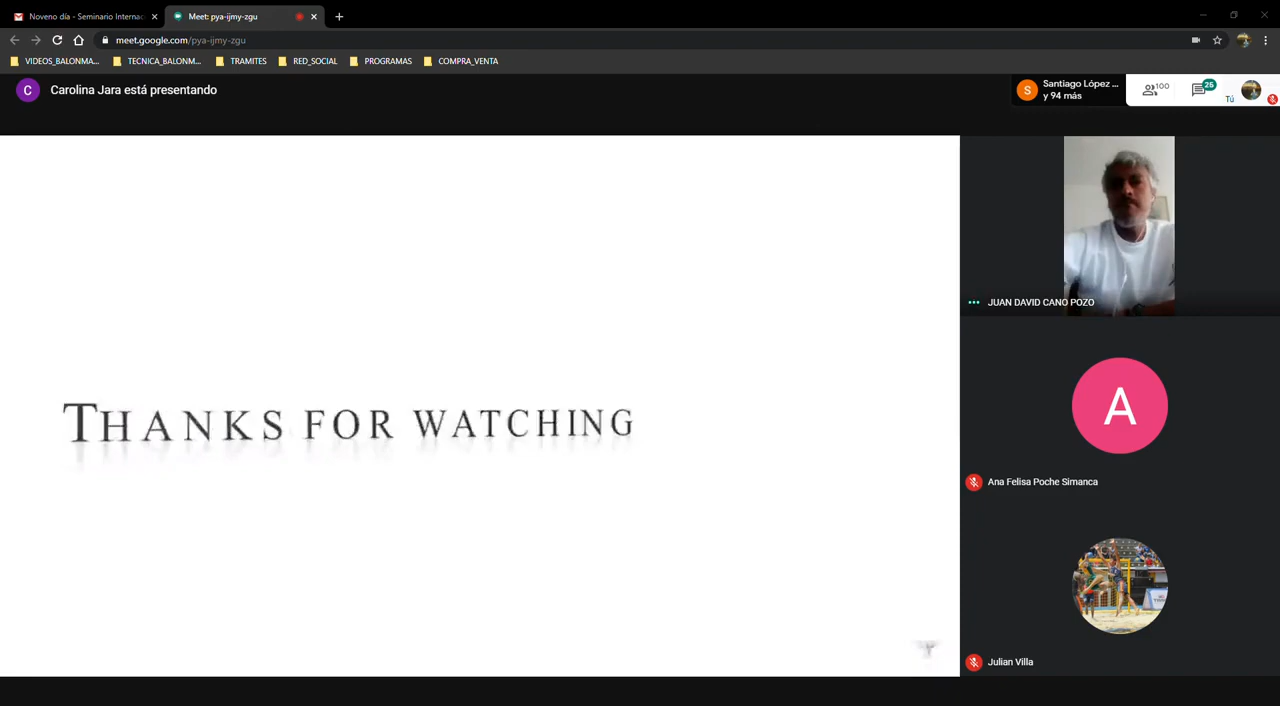 Noveno día - Seminario Internac
Meet: pya-ijmy-zgu
meet.google.com/pya-ijmy-zgu
VIDEOS_BALONMA...
TECNICA_BALONM...
TRAMITES
RED_SOCIAL
PROGRAMAS
COMPRA_VENTA
C
Carolina Jara está presentando
S
Santiago López ...
y 94 más
100
25
Tú
THANKS FOR WATCHING
JUAN DAVID CANO POZO
A
Ana Felisa Poche Simanca
Julian Villa